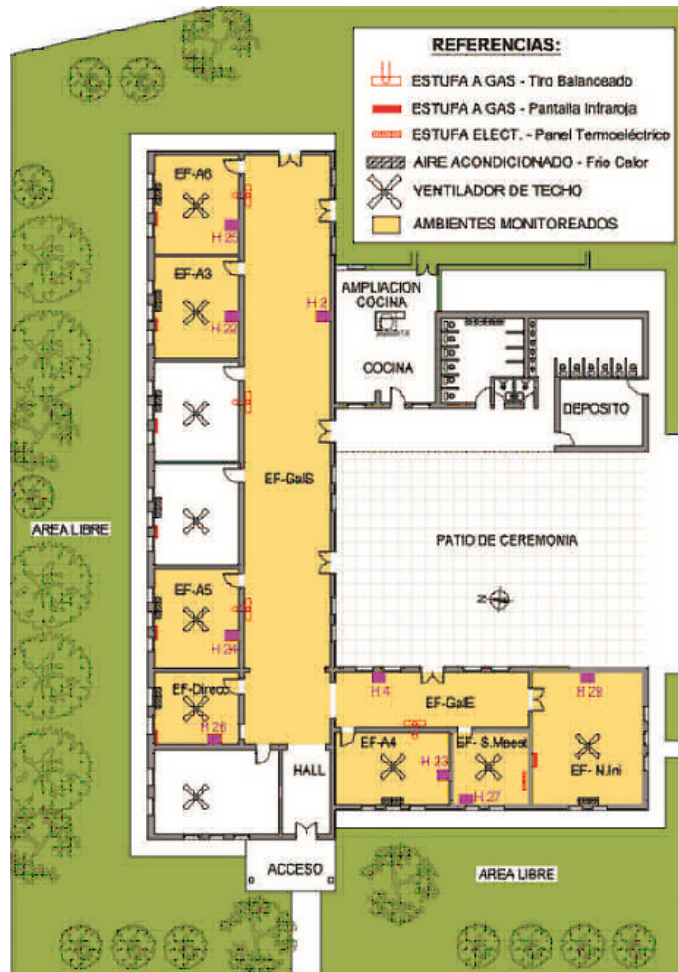 REFERENCIAS:
ESTUFA A GAS - Tiro Balanceado
ESTUFA A GAS - Pantalla Infraroja
ESTUFA ELECT. - Panel Termoeléctrico
AIRE ACONDICIONADO - Frio Calor
VENTILADOR DE TECHO
AMBIENTES MONITOREADOS
EF-A6
H 25
EF-A3
H 22
H 2
AMPLIACION
COCINA
COCINA
DEPOSITO
EF-GalS
AREA LIBRE
PATIO DE CEREMONIA
N
EF-A5
H 24
EF-Direcc
H 26
H 4
EF-GalE
H 29
EF-A4
EF- S.Maest
H 23
H 27
EF- N.Ini
HALL
ACCESO
AREA LIBRE